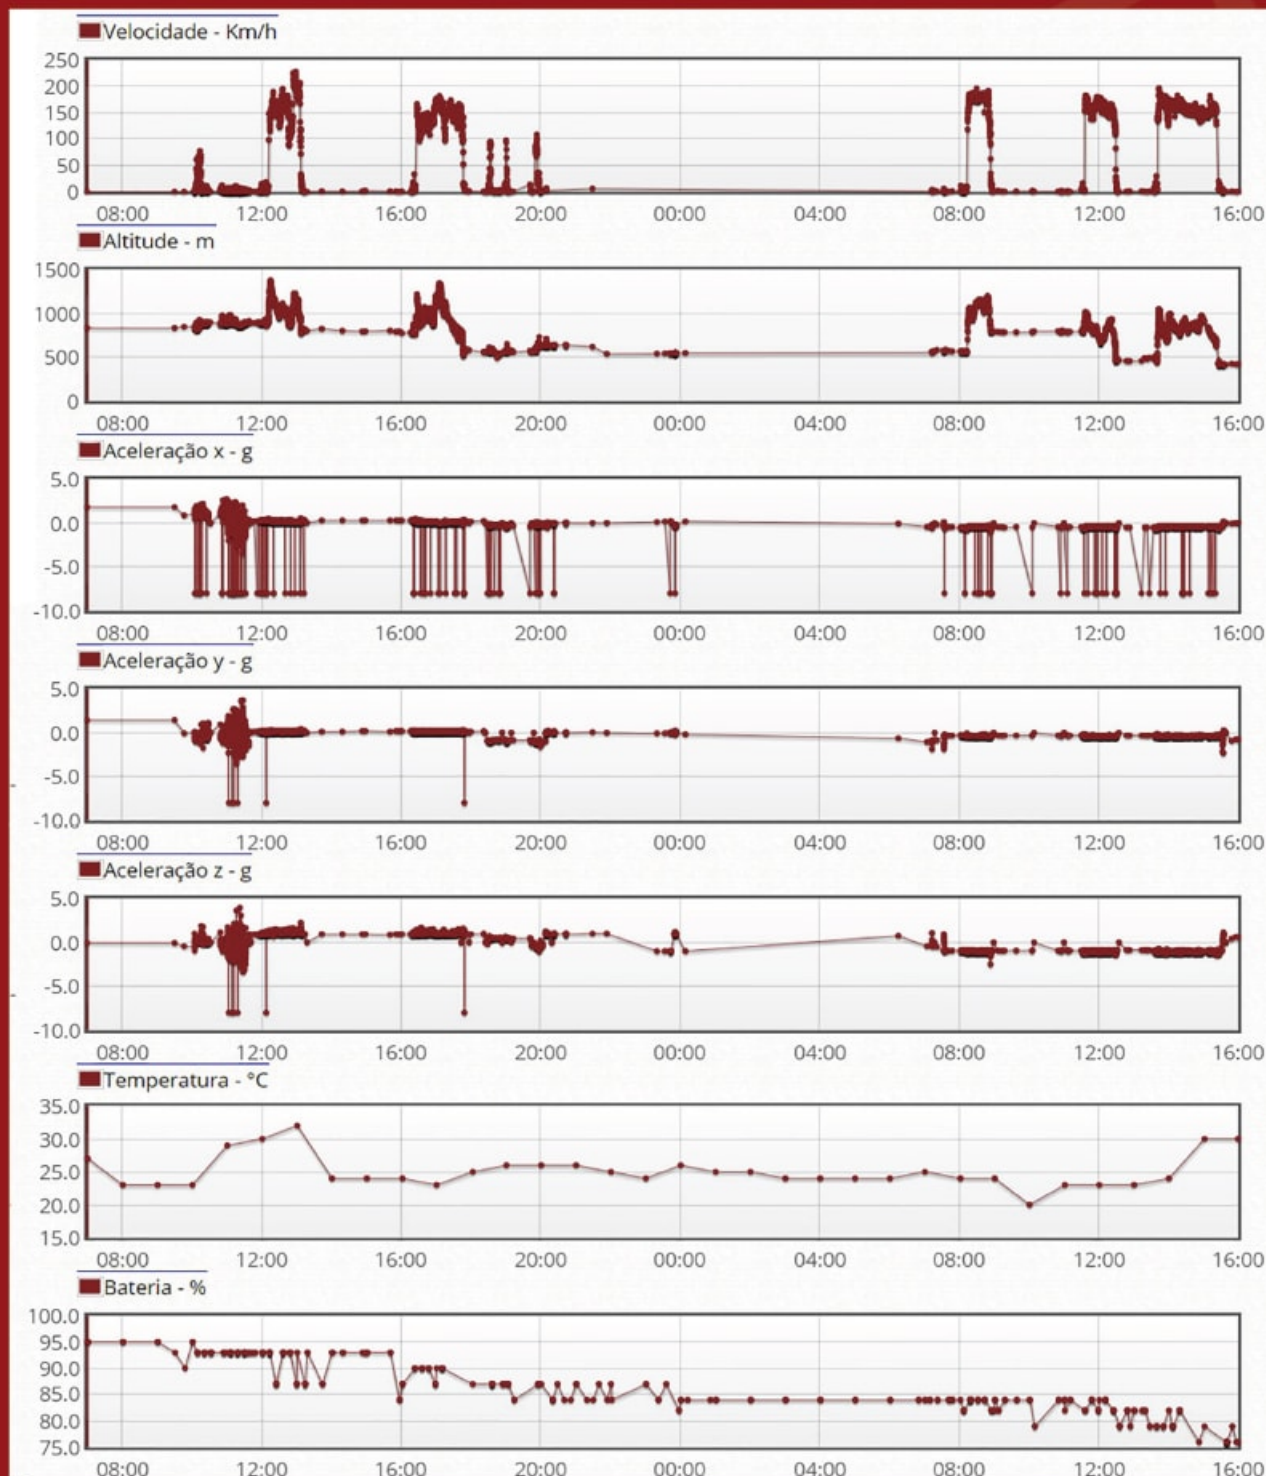 Velocidade - Km/h
250
200
150
100
50
0
08:00 12:00 16:00 20:00 00:00 04:00 08:00 12:00 16:00
Altitude - m
1500
1000
500
0
08:00 12:00 16:00 20:00 00:00 04:00 08:00 12:00 16:00
Aceleração x - g
5.0
0.0
-5.0
-10.0
08:00 12:00 16:00 20:00 00:00 04:00 08:00 12:00 16:00
Aceleração y - g
5.0
0.0
-5.0
-10.0
08:00 12:00 16:00 20:00 00:00 04:00 08:00 12:00 16:00
Aceleração z - g
5.0
0.0
-5.0
-10.0
08:00 12:00 16:00 20:00 00:00 04:00 08:00 12:00 16:00
Temperatura - °C
35.0
30.0
25.0
20.0
15.0
08:00 12:00 16:00 20:00 00:00 04:00 08:00 12:00 16:00
Bateria - %
100.0
95.0
90.0
85.0
80.0
75.0
08:00 12:00 16:00 20:00 00:00 04:00 08:00 12:00 16:00